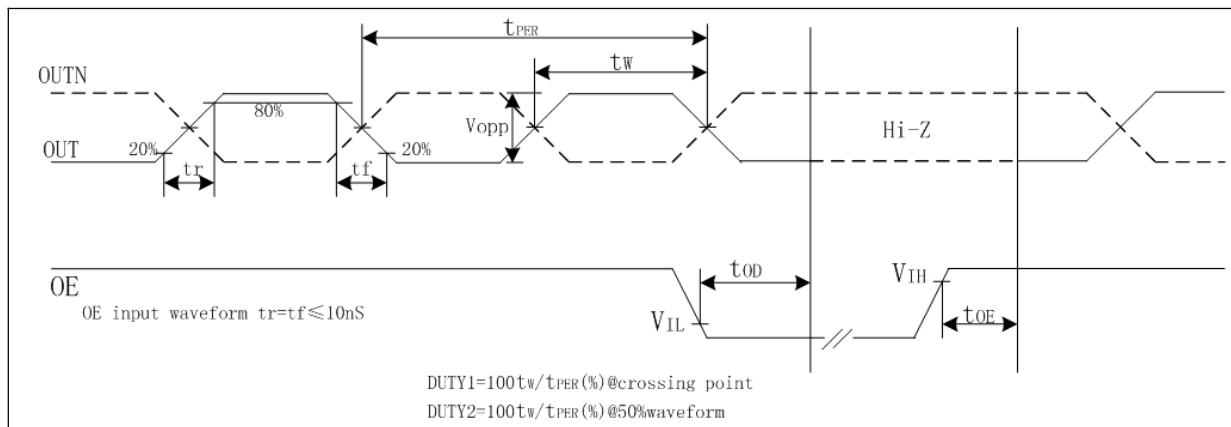 tPER
OUTN
tW
80%
Vopp
Hi-Z
OUT
20%
20%
tr
tf
tOD
VIH
OE
OE input waveform tr=tf≤10nS
VIL
tOE
DUTY1=100tW/tPER(%)@crossing point
DUTY2=100tW/tPER(%)@50%waveform